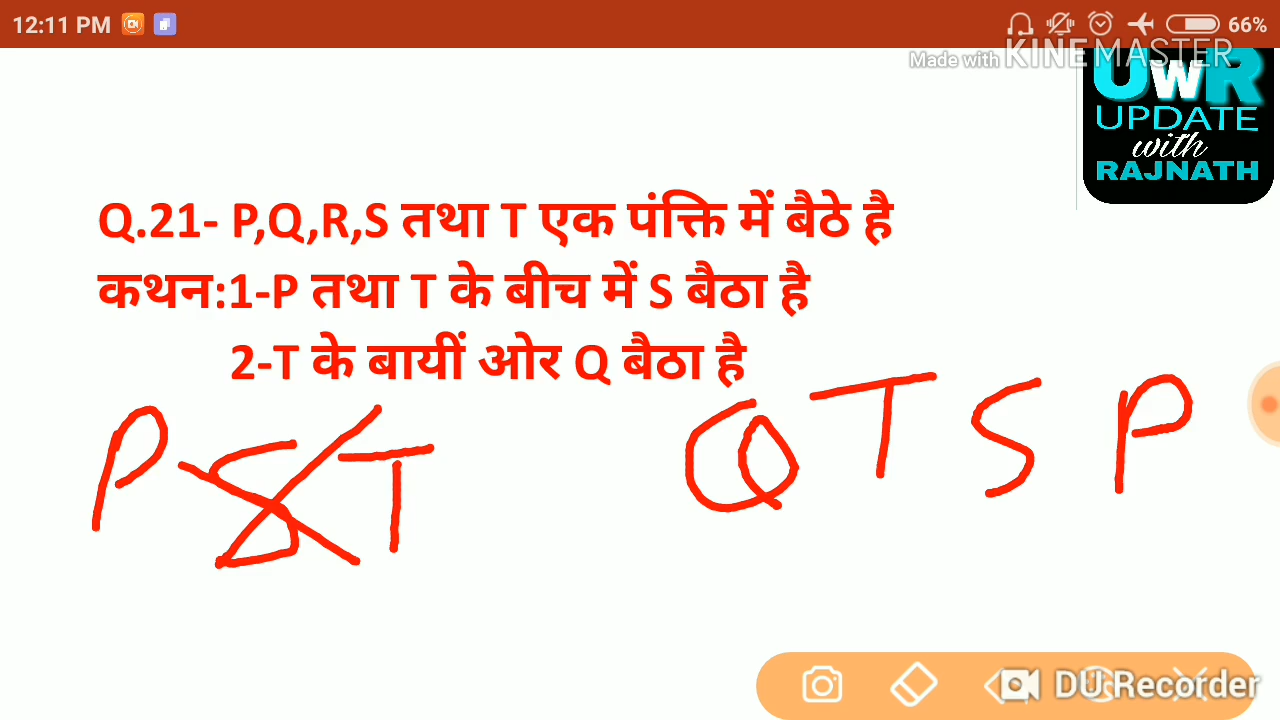 12:11 PM
66%
Made with KINEMASTER
UwR
UPDATE
with
RAJNATH
Q.21- P,Q,R,S तथा T एक पंक्ति में बैठे है
कथन:1-P तथा T के बीच में S बैठा है
2-T के बायीं ओर Q बैठा है
P S T
Q T S P
DU Recorder